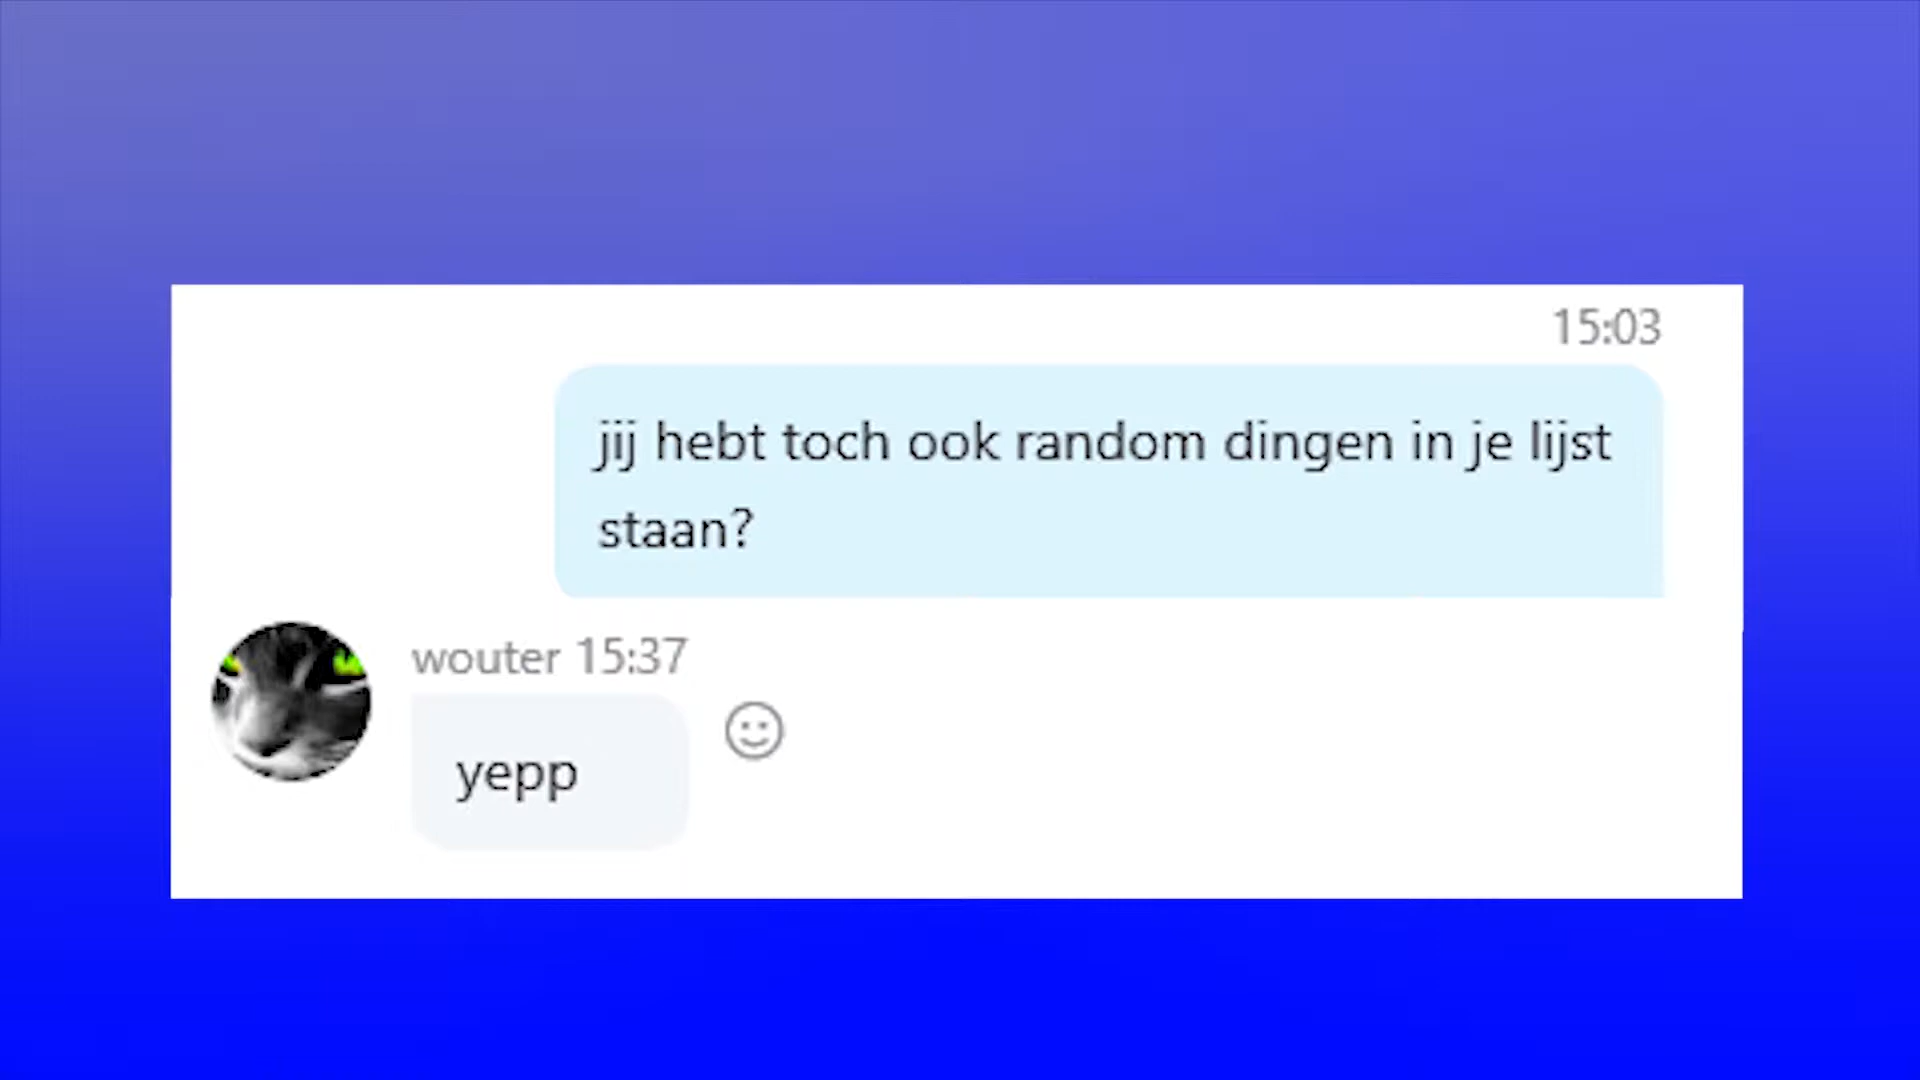 15:03
jij hebt toch ook random dingen in je lijst
staan?
wouter 15:37
yepp